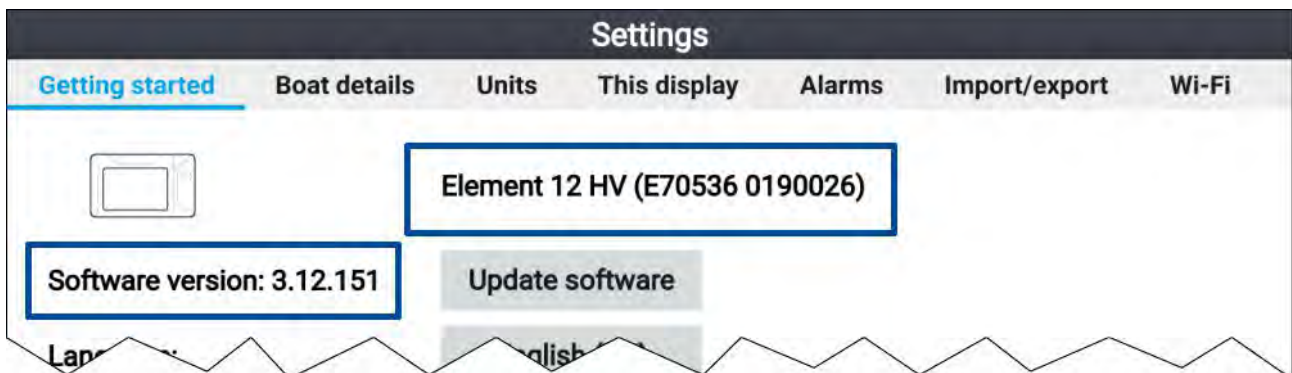 Settings
Getting started Boat details Units This display Alarms Import/export Wi-Fi
Element 12 HV (E70536 0190026)
Software version: 3.12.151 Update software